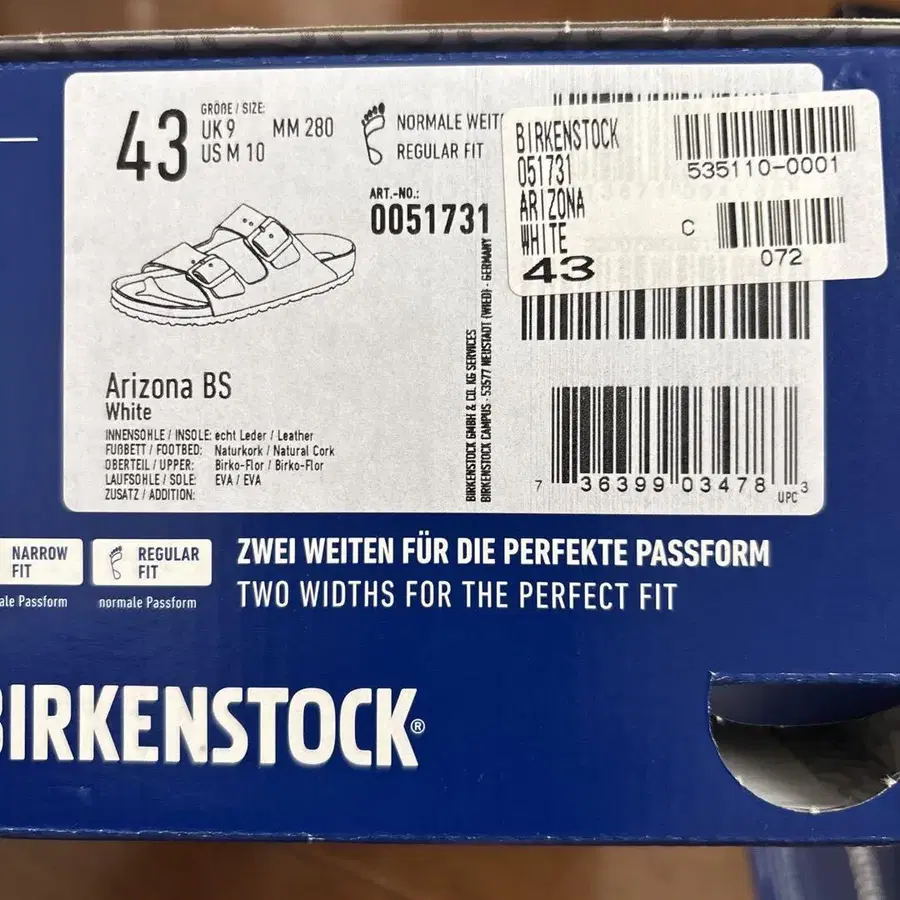 43
GRÖßE / SIZE:
UK 9 MM 280
US M 10
NORMALE
REGULAR FIT
ART.-NO.:
0051731
BIRKENSTOCK
051731
ARIZONA
WHITE
43
535110-0001
C
072
Arizona BS
White
INNENSOHLE / INSOLE: echt Leder / Leather
FUßBETT / FOOTBED: Naturkork / Natural Cork
OBERTEIL / UPPER: Birko-Flor / Birko-Flor
LAUFSOHLE / SOLE: EVA / EVA
ZUSATZ / ADDITION:
BIRKENSTOCK GMBH & CO. KG SERVICES
BIRKENSTOCK CAMPUS · 53577 NEUSTADT (WIED) · GERMANY
7 36399 03478 3
UPC
NARROW
FIT
REGULAR
FIT
normale Passform
Passform
ZWEI WEITEN FÜR DIE PERFEKTE PASSFORM
TWO WIDTHS FOR THE PERFECT FIT
BIRKENSTOCK®